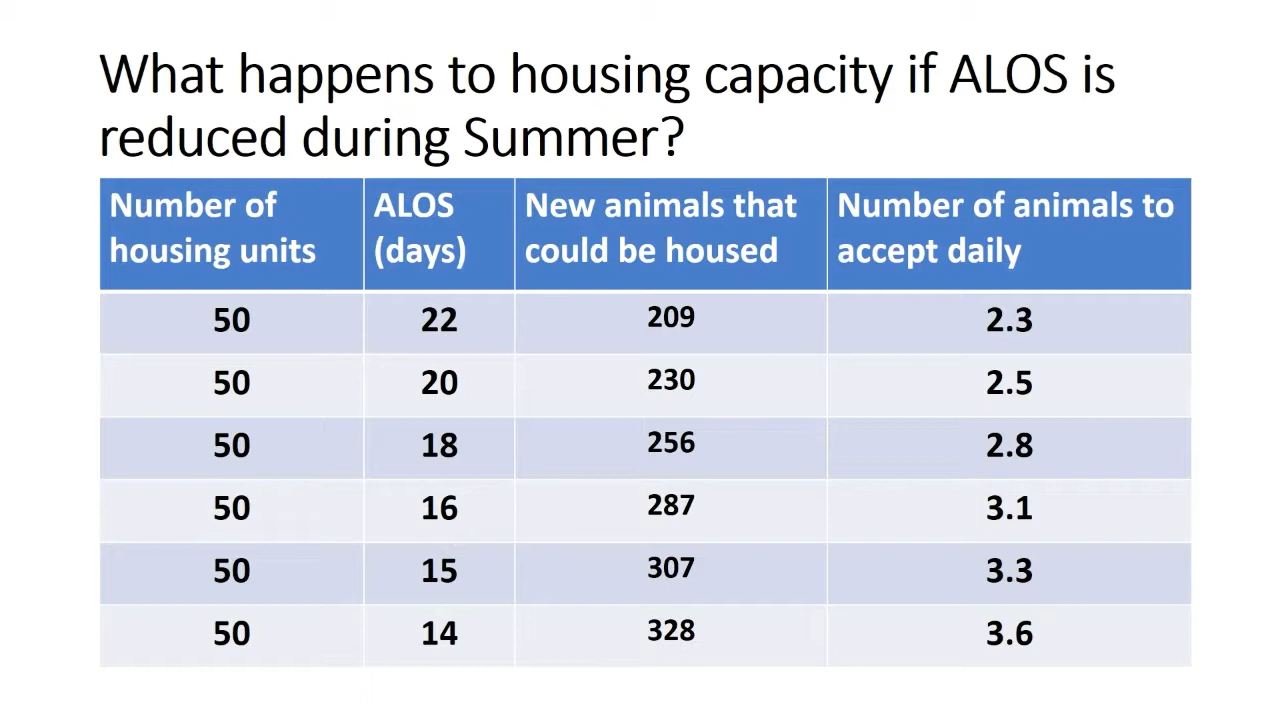 What happens to housing capacity if ALOS is
reduced during Summer?
Number of housing units | ALOS (days) | New animals that could be housed | Number of animals to accept daily
50 | 22 | 209 | 2.3
50 | 20 | 230 | 2.5
50 | 18 | 256 | 2.8
50 | 16 | 287 | 3.1
50 | 15 | 307 | 3.3
50 | 14 | 328 | 3.6